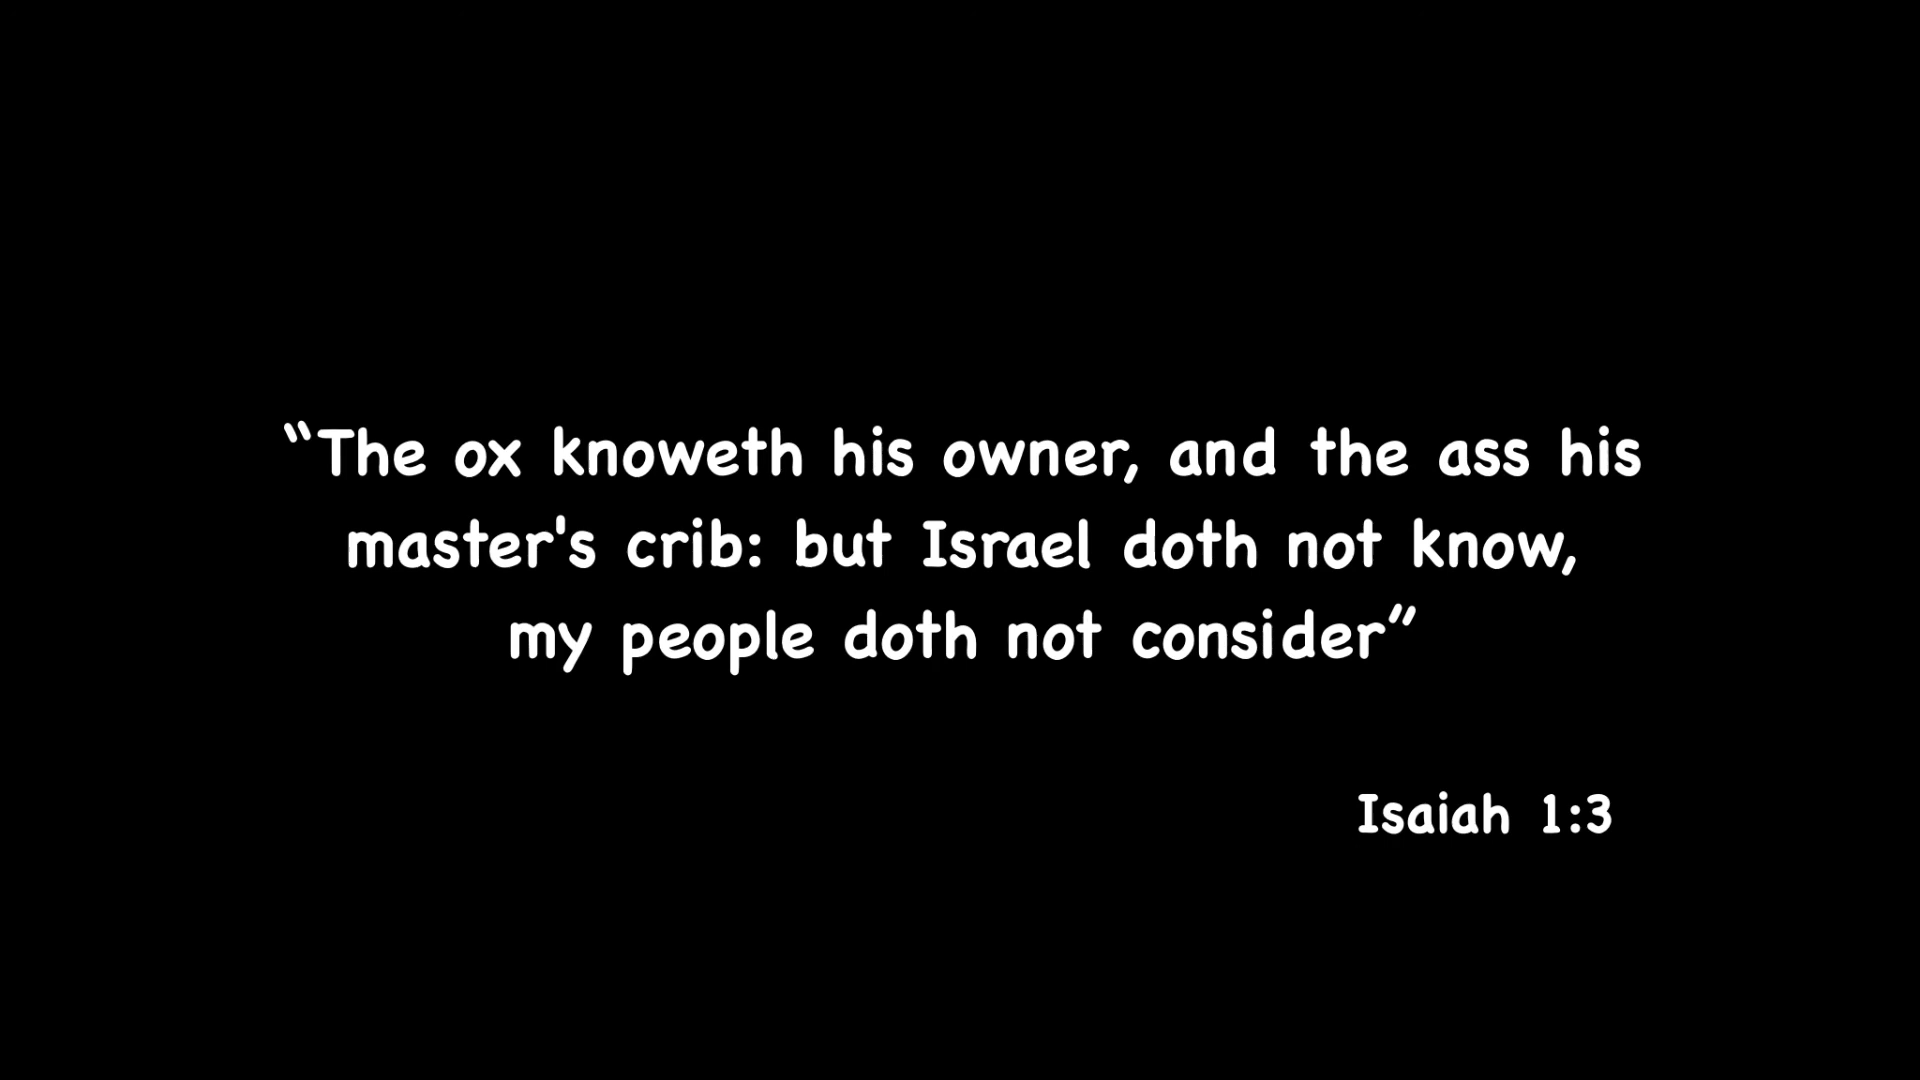 “The ox knoweth his owner, and the ass his
master's crib: but Israel doth not know,
my people doth not consider”
Isaiah 1:3